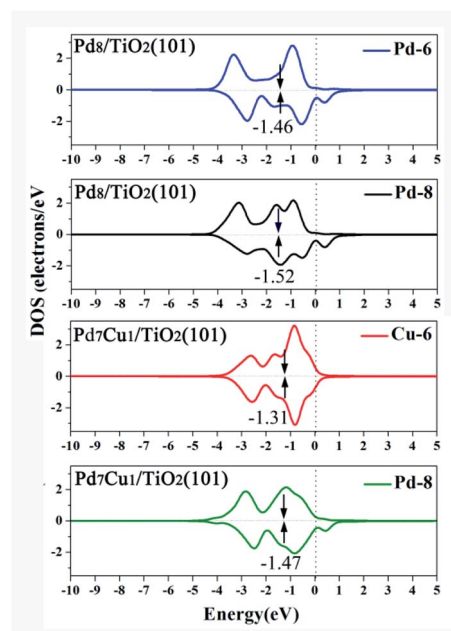 Pd8/TiO2(101)
Pd-6
2
0
-2
-1.46
-10 -9 -8 -7 -6 -5 -4 -3 -2 -1 0 1 2 3 4 5
Pd8/TiO2(101)
Pd-8
2
0
-2
-1.52
-10 -9 -8 -7 -6 -5 -4 -3 -2 -1 0 1 2 3 4 5
DOS (electrons/eV
Pd7Cu1/TiO2(101)
Cu-6
2
0
-2
-1.31
-10 -9 -8 -7 -6 -5 -4 -3 -2 -1 0 1 2 3 4 5
Pd7Cu1/TiO2(101)
Pd-8
2
0
-2
-1.47
-10 -9 -8 -7 -6 -5 -4 -3 -2 -1 0 1 2 3 4 5
Energy(eV)